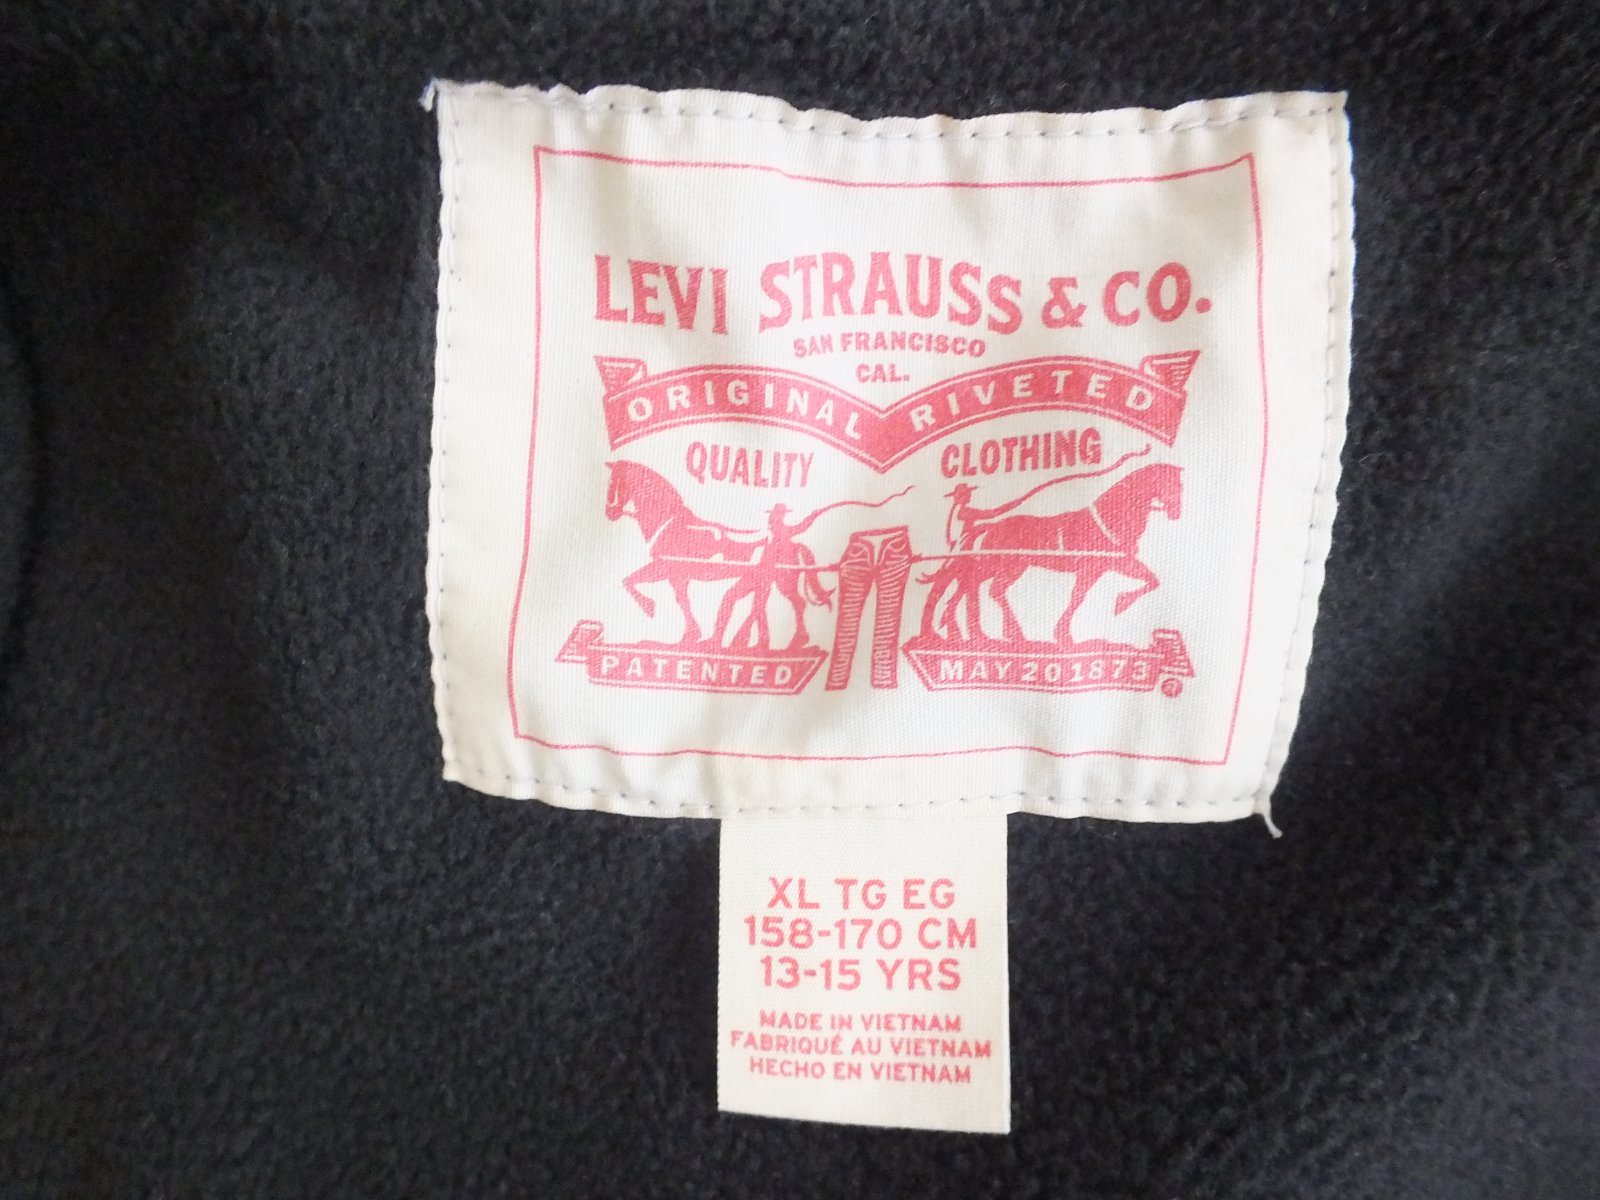 LEVI STRAUSS & CO.
SAN FRANCISCO
CAL.
ORIGINAL RIVETED
QUALITY CLOTHING
PATENTED MAY 20 1873 ®
XL TG EG
158-170 CM
13-15 YRS
MADE IN VIETNAM
FABRIQUÉ AU VIETNAM
HECHO EN VIETNAM